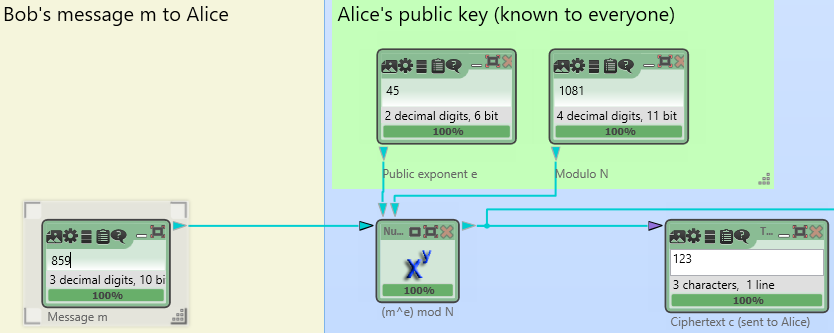 Bob's message m to Alice
Alice's public key (known to everyone)
45
2 decimal digits, 6 bit
100%
Public exponent e
1081
4 decimal digits, 11 bit
100%
Modulo N
859
3 decimal digits, 10 bi
100%
Message m
Nu...
x^y
100%
(m^e) mod N
T...
123
3 characters, 1 line
100%
Ciphertext c (sent to Alice)